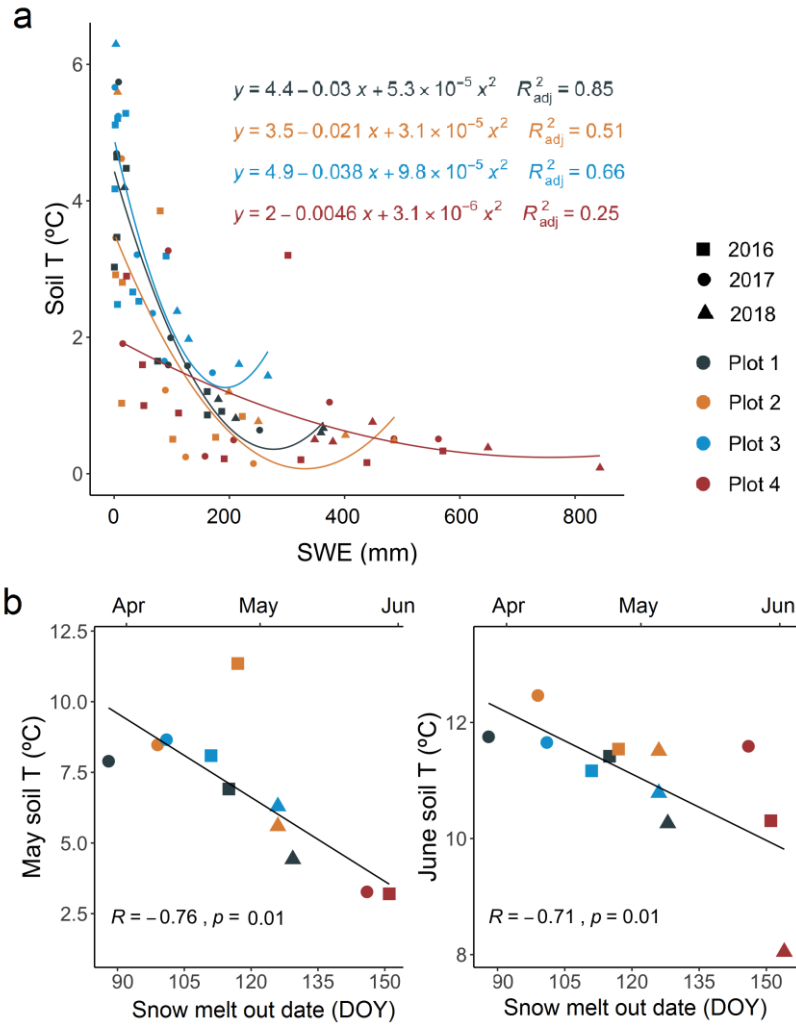 a
y = 4.4 − 0.03 x + 5.3 × 10⁻⁵ x² R²adj = 0.85
y = 3.5 − 0.021 x + 3.1 × 10⁻⁵ x² R²adj = 0.51
y = 4.9 − 0.038 x + 9.8 × 10⁻⁵ x² R²adj = 0.66
y = 2 − 0.0046 x + 3.1 × 10⁻⁶ x² R²adj = 0.25
Soil T (ºC)
6
4
2
0
0 200 400 600 800
SWE (mm)
2016
2017
2018
Plot 1
Plot 2
Plot 3
Plot 4
b
Apr May Jun
May soil T (ºC)
12.5
10.0
7.5
5.0
2.5
R = −0.76 , p = 0.01
90 105 120 135 150
Snow melt out date (DOY)
Apr May Jun
June soil T (ºC)
12
10
8
R = −0.71 , p = 0.01
90 105 120 135 150
Snow melt out date (DOY)